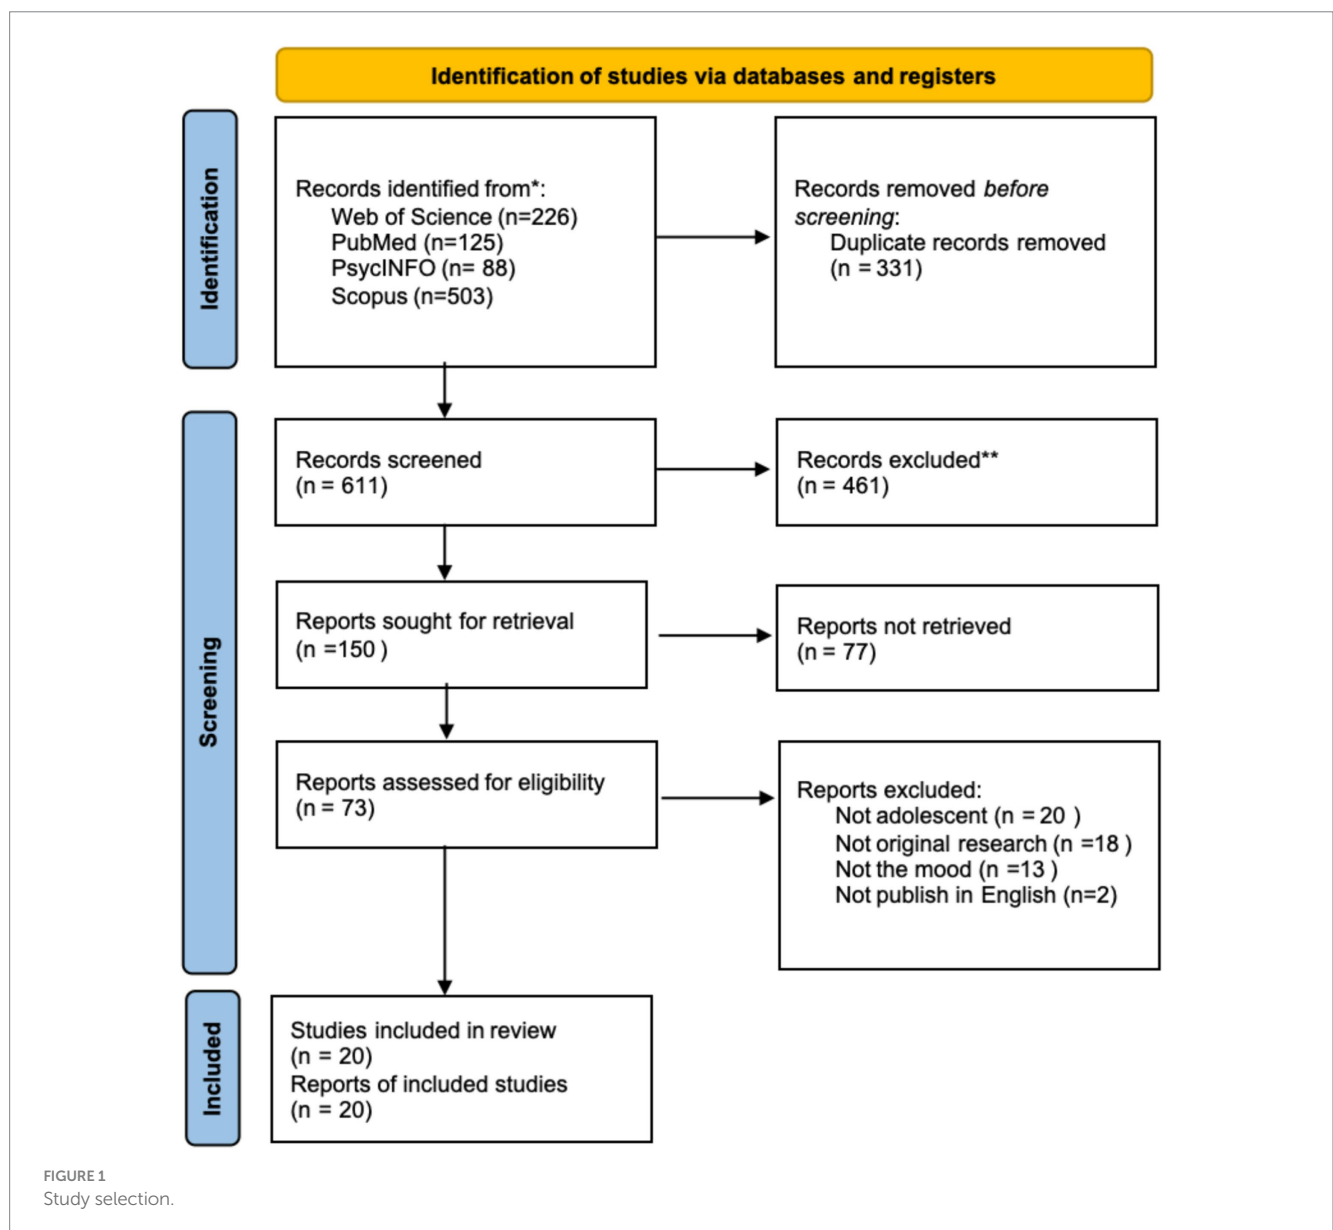 Identification of studies via databases and registers
Identification
Records identified from*:
Web of Science (n=226)
PubMed (n=125)
PsycINFO (n= 88)
Scopus (n=503)
Records removed before
screening:
Duplicate records removed
(n = 331)
Screening
Records screened
(n = 611)
Records excluded**
(n = 461)
Reports sought for retrieval
(n =150 )
Reports not retrieved
(n = 77)
Reports assessed for eligibility
(n = 73)
Reports excluded:
Not adolescent (n = 20 )
Not original research (n =18 )
Not the mood (n =13 )
Not publish in English (n=2)
Included
Studies included in review
(n = 20)
Reports of included studies
(n = 20)
FIGURE 1
Study selection.